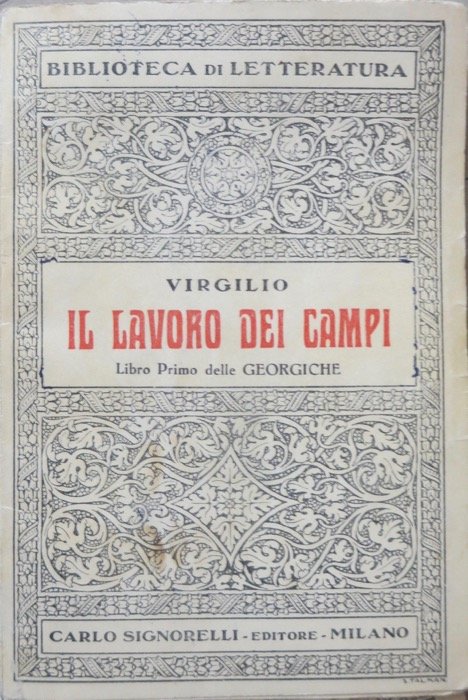 BIBLIOTECA DI LETTERATURA
VIRGILIO
IL LAVORO DEI CAMPI
Libro Primo delle GEORGICHE
CARLO SIGNORELLI - EDITORE - MILANO